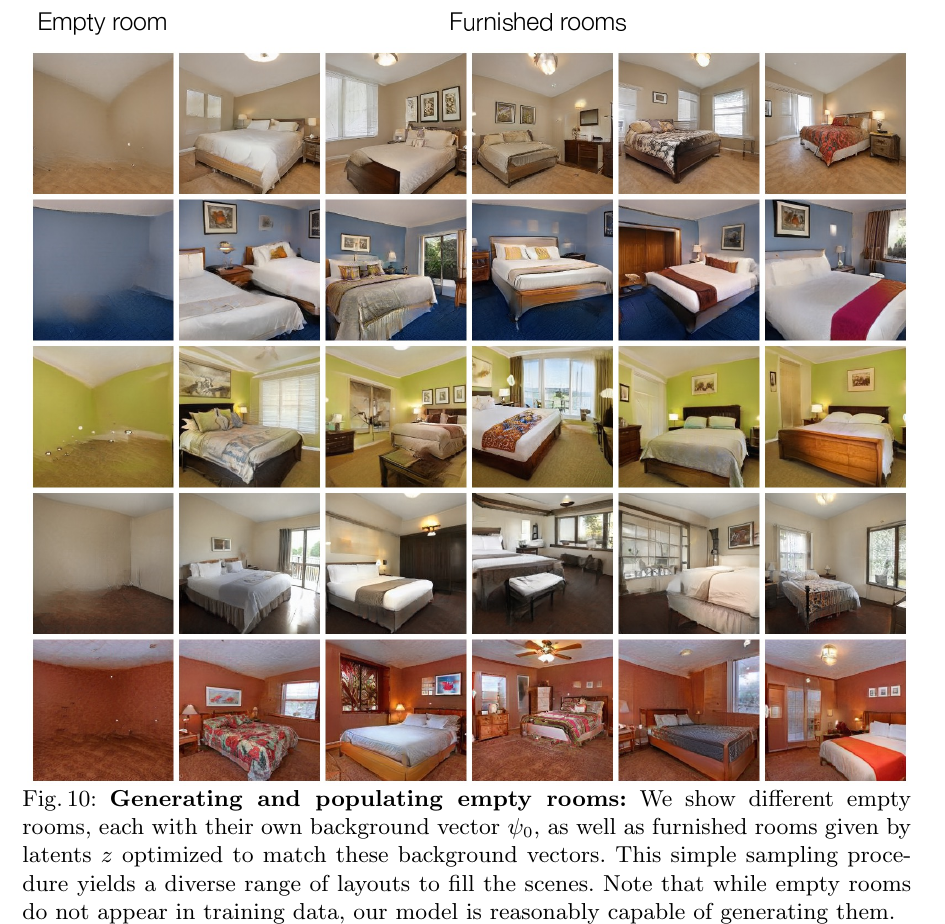 Empty room
Furnished rooms
Fig. 10: Generating and populating empty rooms: We show different empty
rooms, each with their own background vector ψ₀, as well as furnished rooms given by
latents z optimized to match these background vectors. This simple sampling proce-
dure yields a diverse range of layouts to fill the scenes. Note that while empty rooms
do not appear in training data, our model is reasonably capable of generating them.